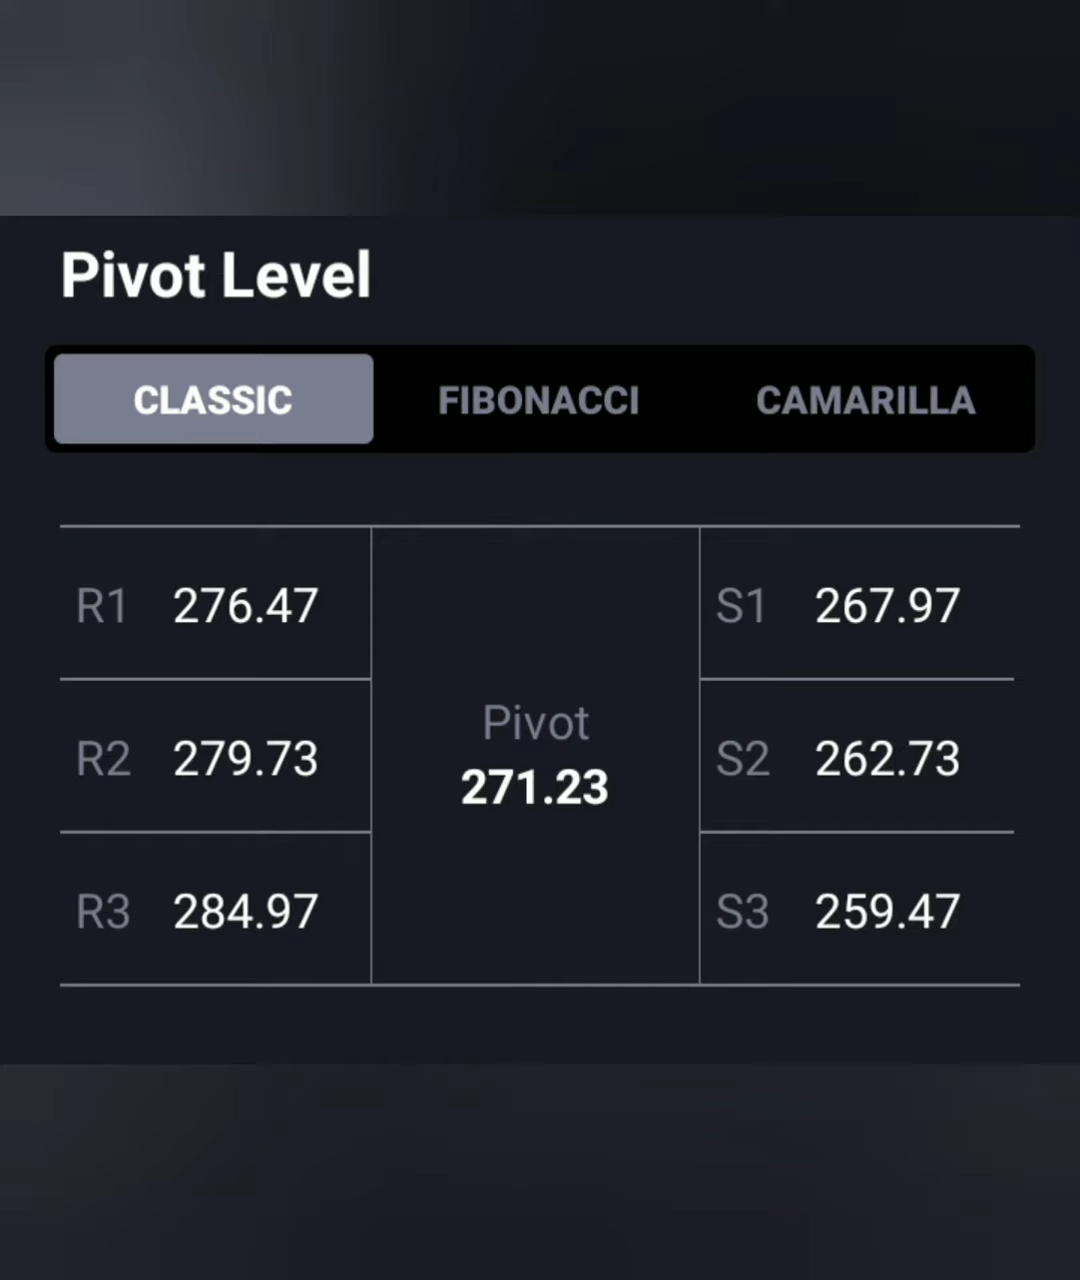 Pivot Level
CLASSIC FIBONACCI CAMARILLA
R1 276.47
R2 279.73
R3 284.97
Pivot
271.23
S1 267.97
S2 262.73
S3 259.47